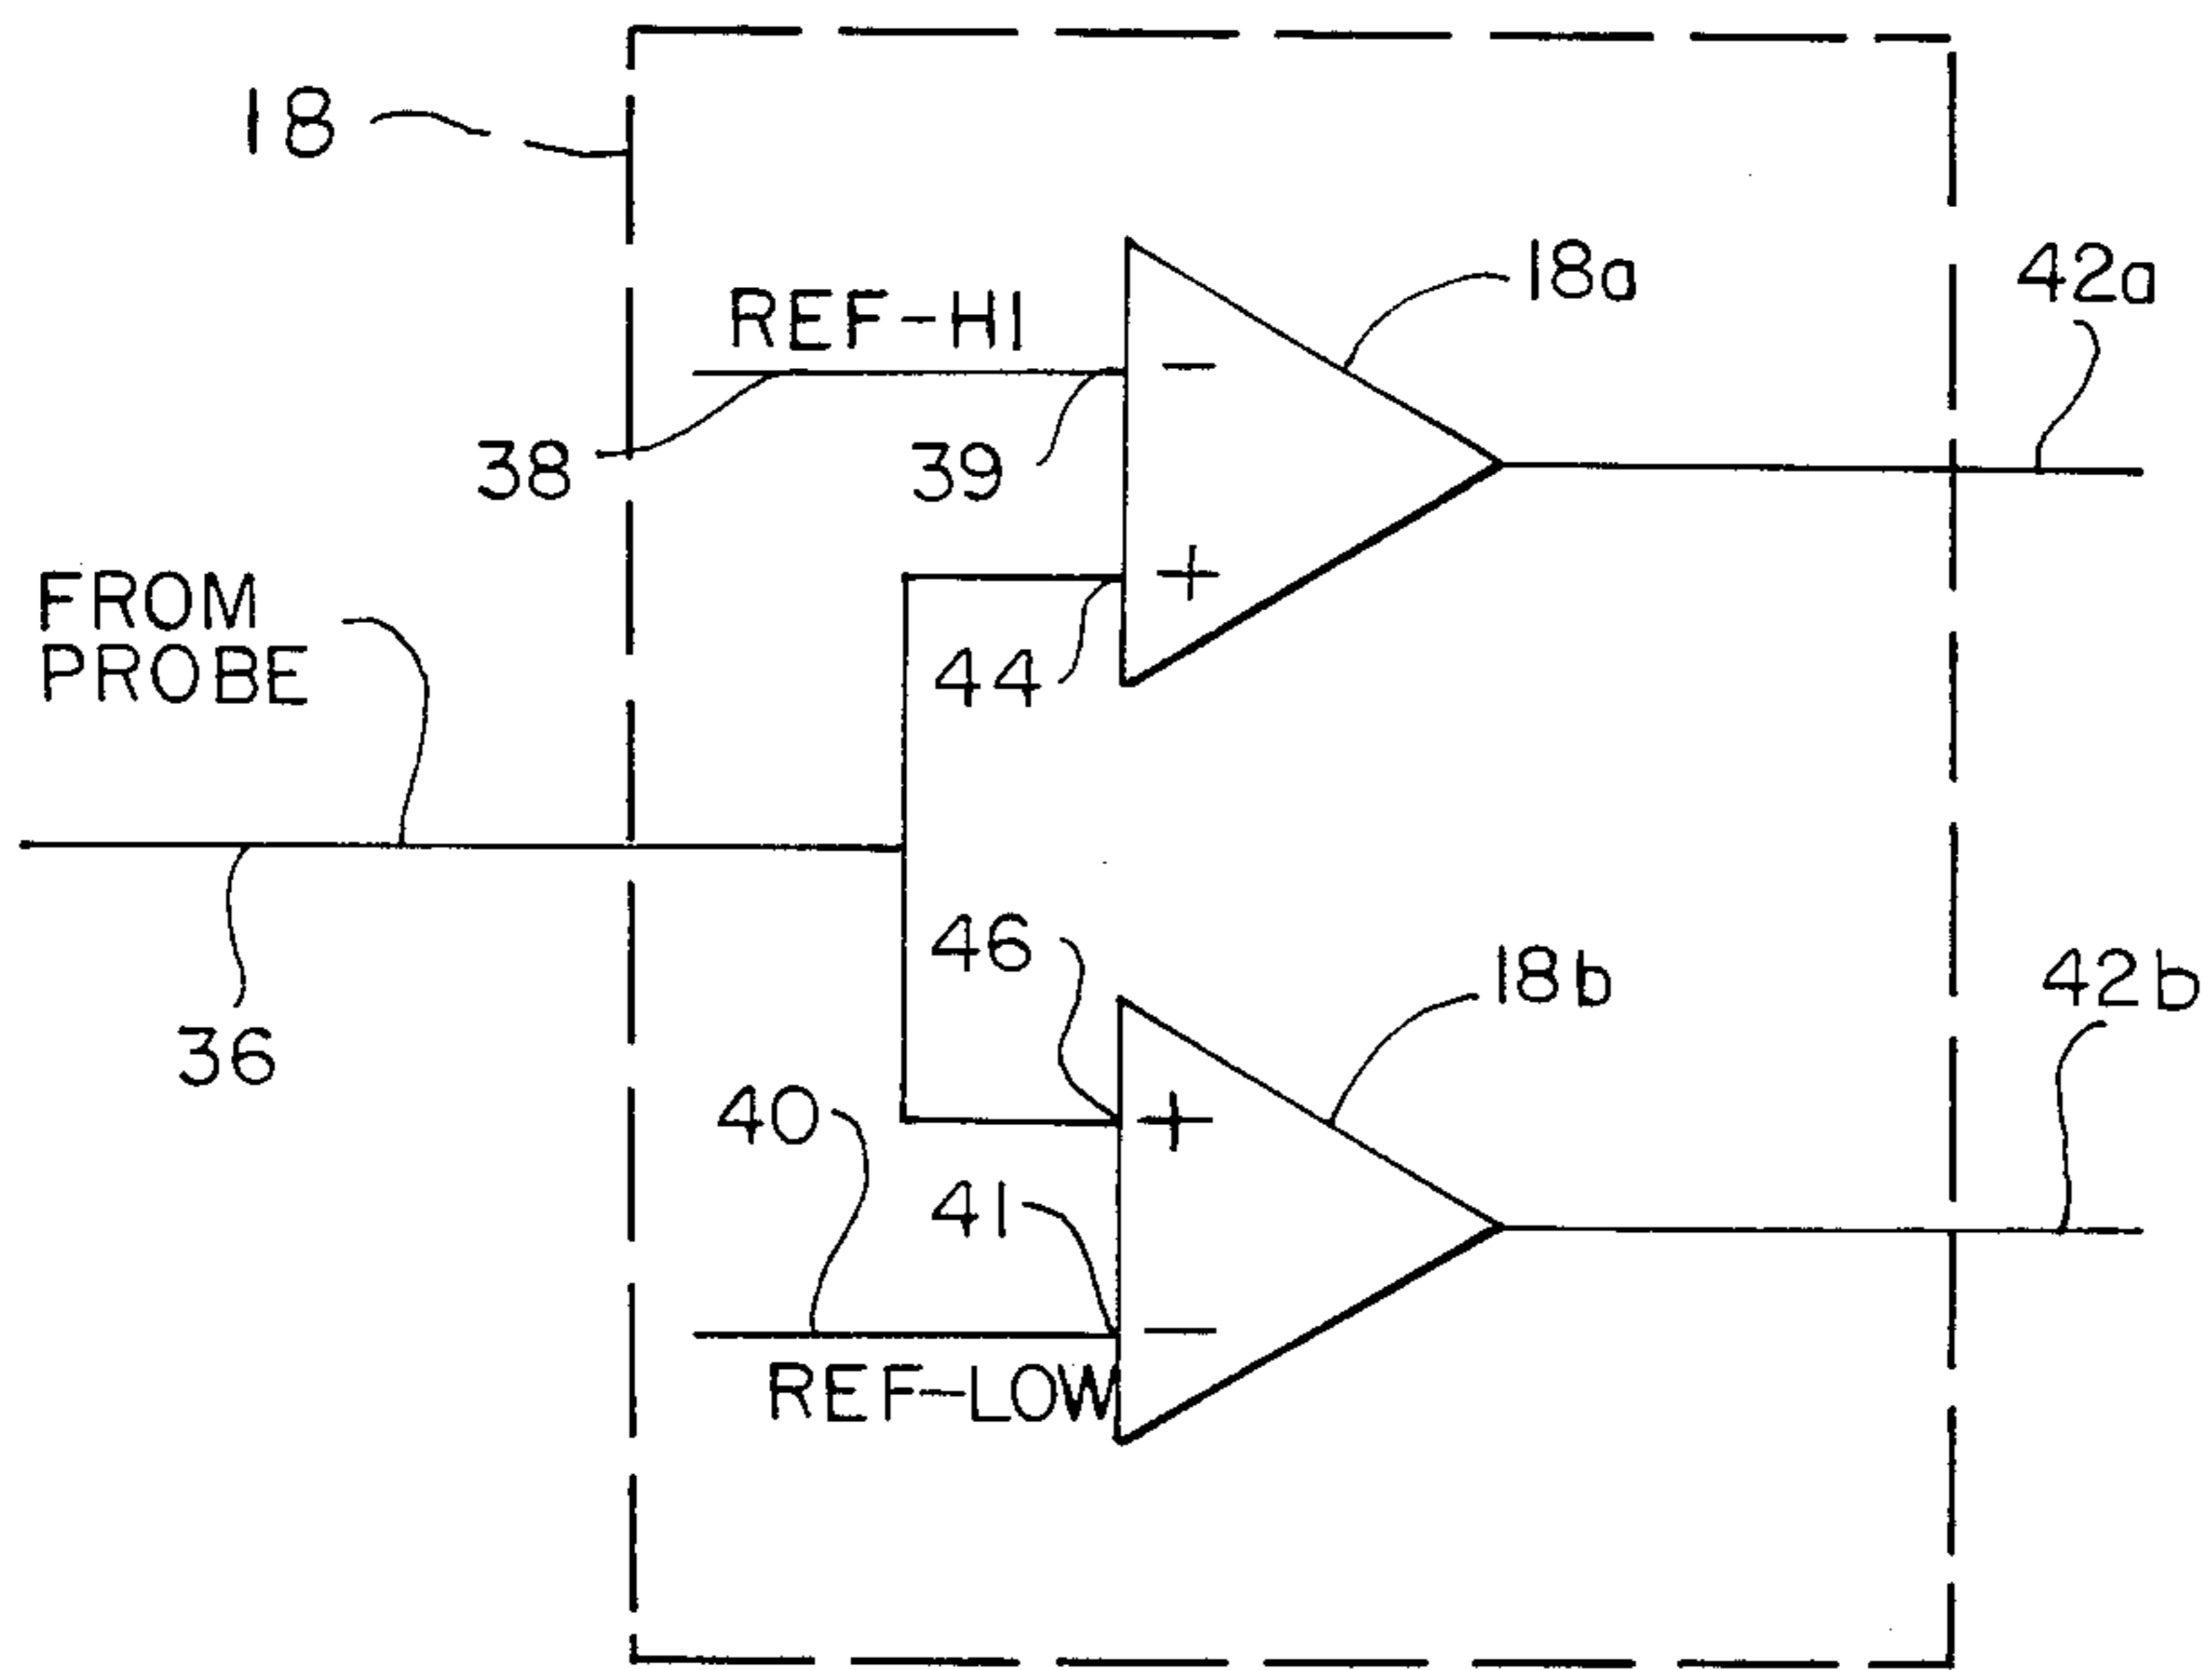 18
18a
42a
REF-HI
-
38
39
FROM
PROBE
+
44
46
18b
42b
36
40
+
41
-
REF-LOW